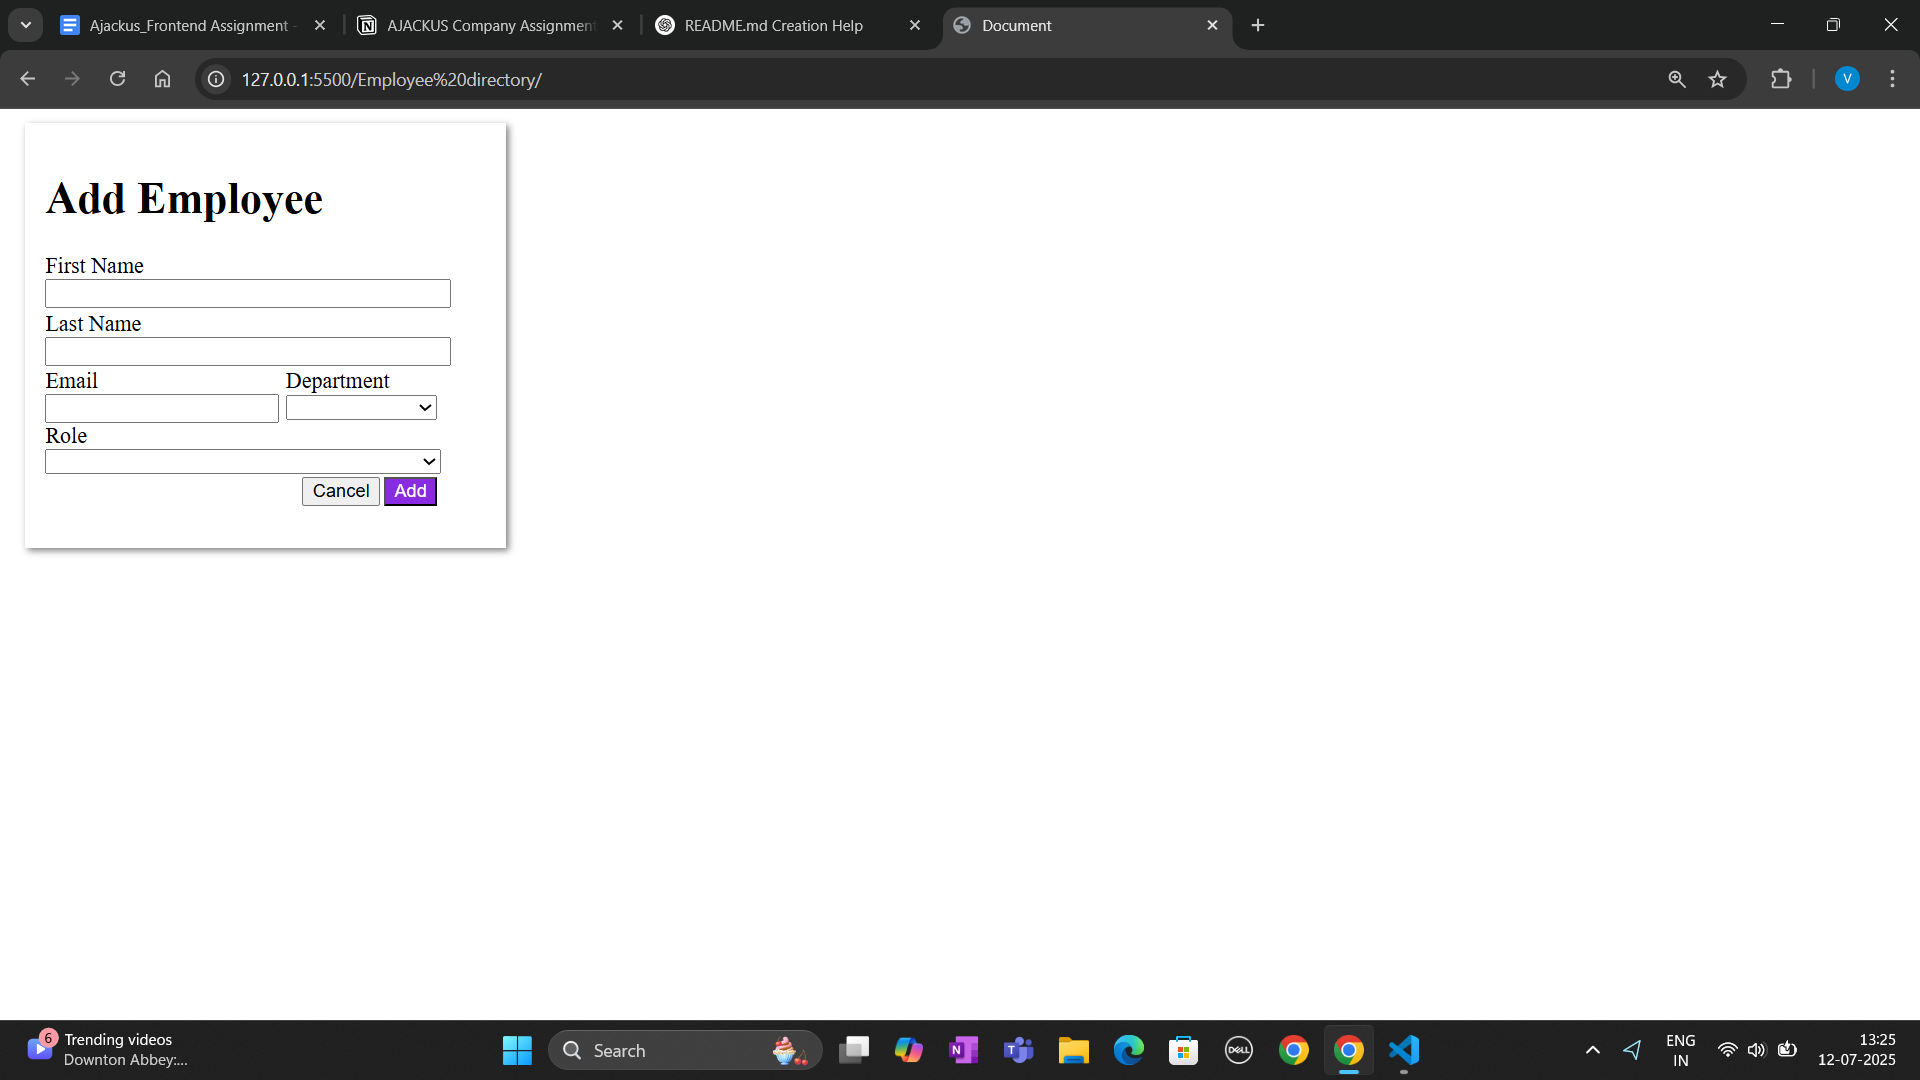 Ajackus_Frontend Assignment -
AJACKUS Company Assignment
README.md Creation Help
Document
127.0.0.1:5500/Employee%20directory/
V
Add Employee
First Name
Last Name
Email
Department
Role
Cancel
Add
6
Trending videos
Downton Abbey:...
Search
DELL
ENG
IN
13:25
12-07-2025